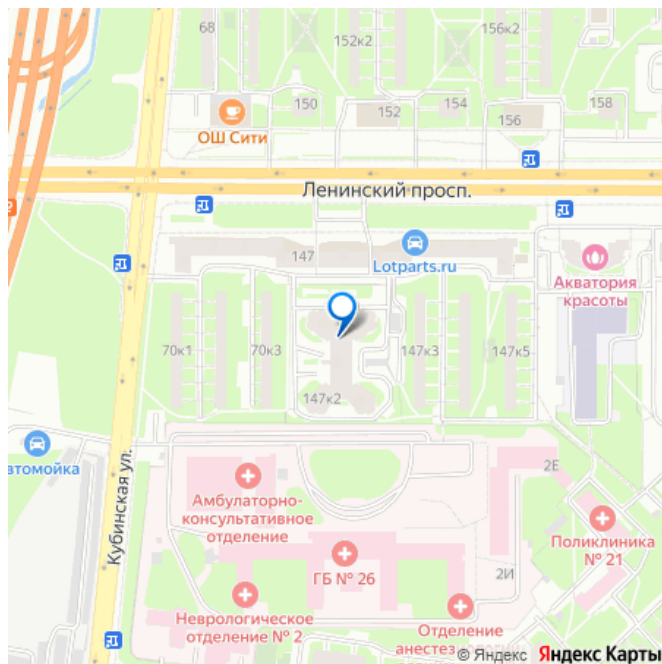 68
152к2
156к2
150
152
154
158
156
ОШ Сити
Ленинский просп.
147
Lotparts.ru
Акватория
красоты
70к1
70к3
147к3
147к5
147к2
втомойка
Кубинская ул.
2Е
Амбулаторно-
консультативное
отделение
Поликлиника
№ 21
ГБ № 26
2И
Неврологическое
отделение № 2
Отделение
© Яндекс Яндекс Карты